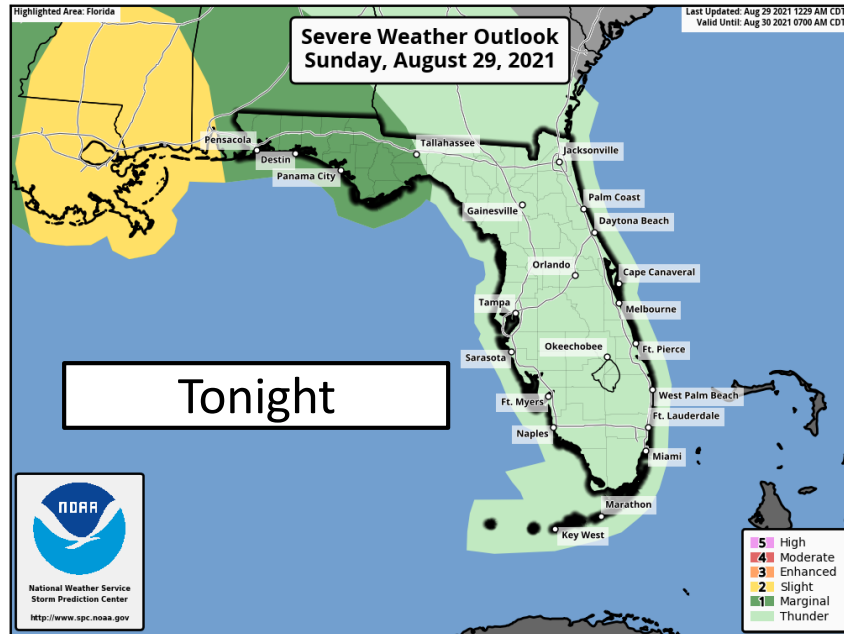 Highlighted Area: Florida
Last Updated: Aug 29 2021 1229 AM CDT
Valid Until: Aug 30 2021 0700 AM CDT
Severe Weather Outlook
Sunday, August 29, 2021
Pensacola
Destin
Panama City
Tallahassee
Jacksonville
Palm Coast
Gainesville
Daytona Beach
Orlando
Cape Canaveral
Tampa
Melbourne
Sarasota
Okeechobee
Ft. Pierce
Tonight
Ft. Myers
West Palm Beach
Ft. Lauderdale
Naples
Miami
Marathon
Key West
NOAA
National Weather Service
Storm Prediction Center
http://www.spc.noaa.gov
5 High
4 Moderate
3 Enhanced
2 Slight
1 Marginal
Thunder